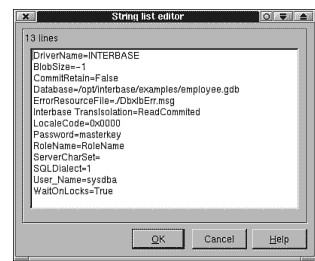 String list editor
13 lines
DriverName=INTERBASE
BlobSize=-1
CommitRetain=False
Database=/opt/interbase/examples/employee.gdb
ErrorResourceFile=./DbxIbErr.msg
Interbase TransIsolation=ReadCommited
LocaleCode=0x0000
Password=masterkey
RoleName=RoleName
ServerCharSet=
SQLDialect=1
User_Name=sysdba
WaitOnLocks=True
OK Cancel Help